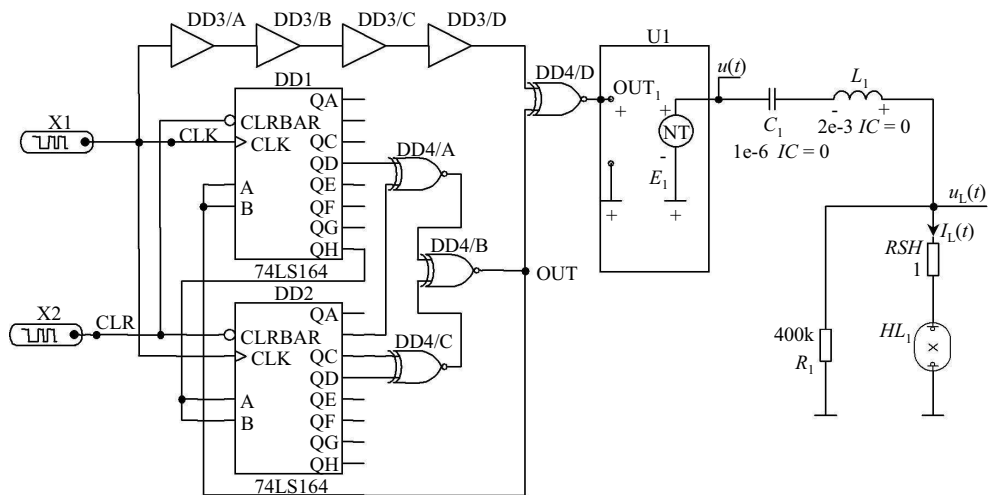 DD3/A DD3/B DD3/C DD3/D
U1
DD4/D
u(t)
L₁
OUT₁
+ +
NT
-
E₁
+ +
C₁
1e-6 IC = 0
- +
2e-3 IC = 0
X1
CLK
DD1
QA
CLRBAR
QC
CLK
QD
A
QE
B
QF
QG
QH
74LS164
DD4/A
DD4/B
OUT
DD4/C
X2
CLR
DD2
QA
CLRBAR
QC
CLK
QD
A
QE
B
QF
QG
QH
74LS164
u_L(t)
I_L(t)
RSH
1
HL₁
400k
R₁